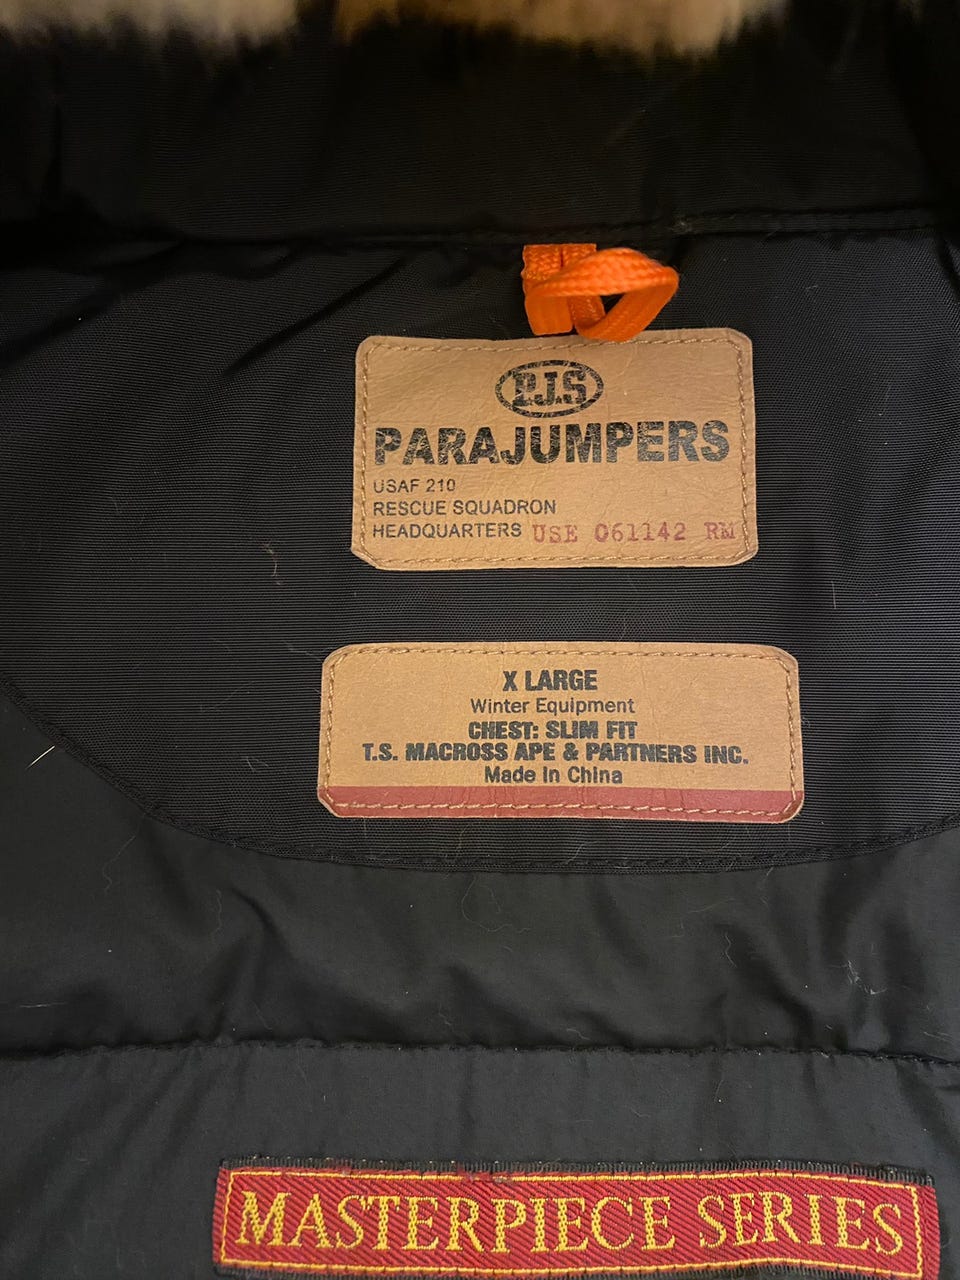 P.J.S
PARAJUMPERS
USAF 210
RESCUE SQUADRON
HEADQUARTERS USE 061142 RM
X LARGE
Winter Equipment
CHEST: SLIM FIT
T.S. MACROSS APE & PARTNERS INC.
Made in China
MASTERPIECE SERIES